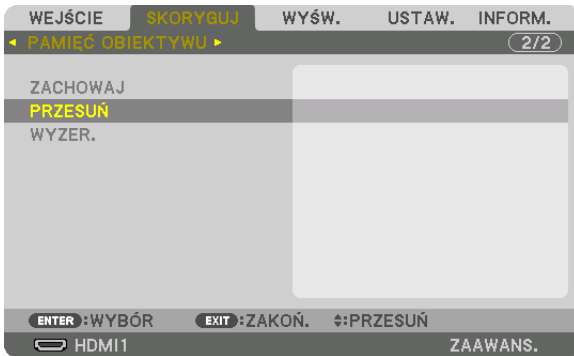 WEJŚCIE SKORYGUJ WYŚW. USTAW. INFORM.
PAMIĘĆ OBIEKTYWU 2/2
ZACHOWAJ
PRZESUŃ
WYZER.
ENTER :WYBÓR EXIT :ZAKOŃ. :PRZESUŃ
HDMI1 ZAAWANS.